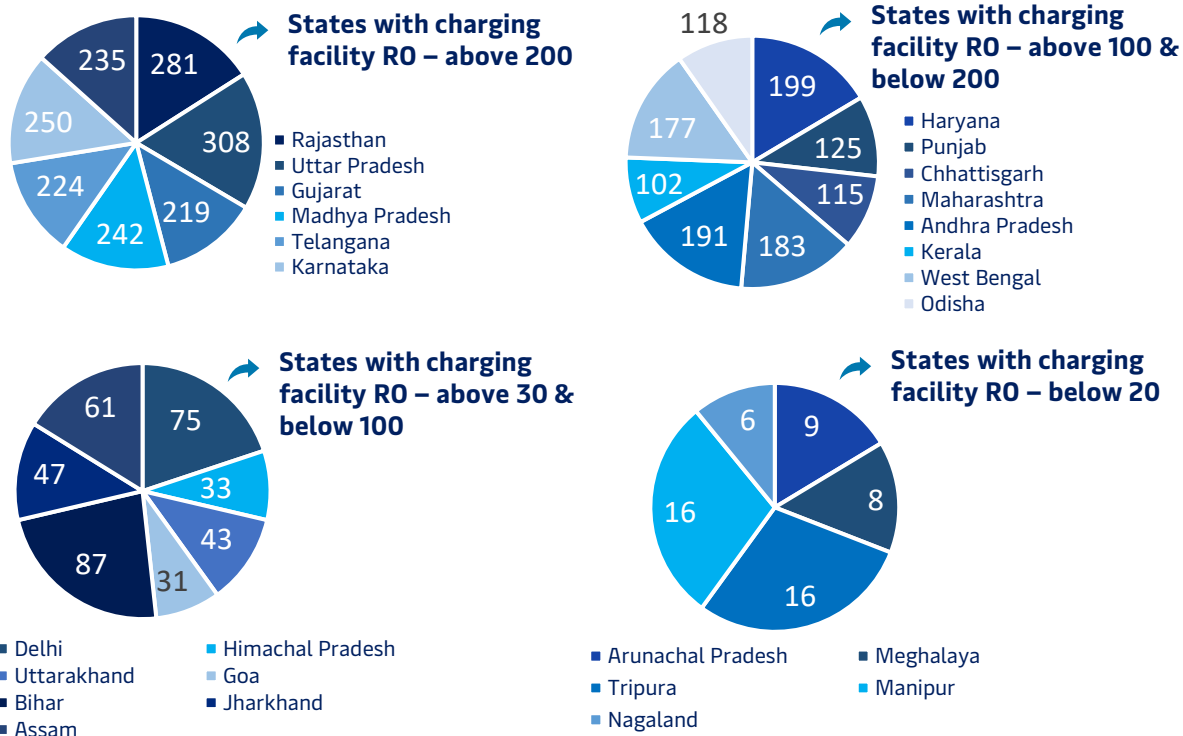 States with charging
facility RO – above 200
235
281
250
308
224
219
242
Rajasthan
Uttar Pradesh
Gujarat
Madhya Pradesh
Telangana
Karnataka
States with charging
facility RO – above 100 &
below 200
118
199
177
125
102
115
191
183
Haryana
Punjab
Chhattisgarh
Maharashtra
Andhra Pradesh
Kerala
West Bengal
Odisha
States with charging
facility RO – above 30 &
below 100
61
75
47
33
43
87
31
Delhi
Himachal Pradesh
Uttarakhand
Goa
Bihar
Jharkhand
Assam
States with charging
facility RO – below 20
6
9
16
8
16
Arunachal Pradesh
Meghalaya
Tripura
Manipur
Nagaland